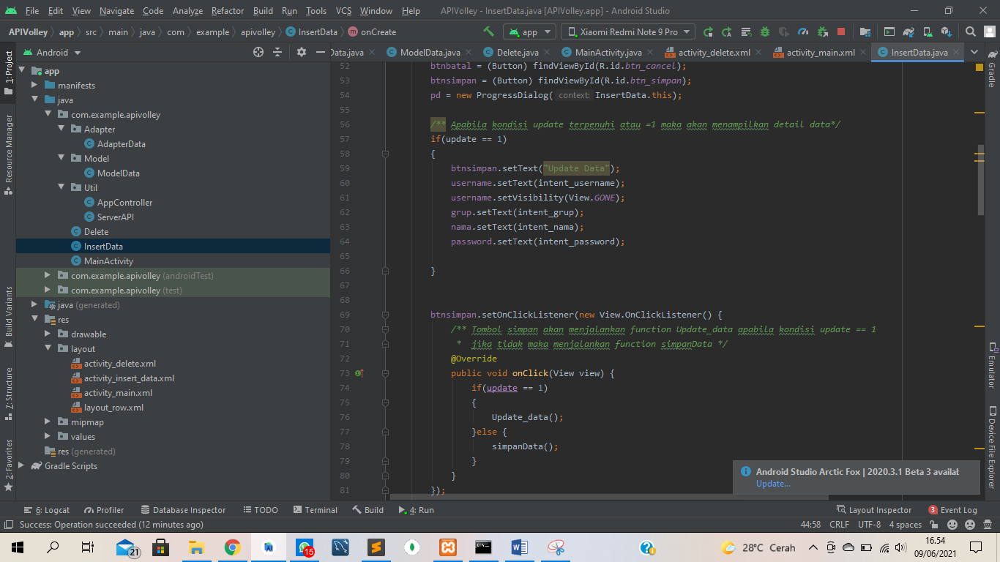 File Edit View Navigate Code Analyze Refactor Build Run Tools VCS Window Help APIVolley - InsertData.java [APIVolley.app] - Android Studio
APIVolley app src main java com example apivolley InsertData onCreate app Xiaomi Redmi Note 9 Pro
1: Project
Resource Manager
Build Variants
7: Structure
2: Favorites
Android
app
manifests
java
com.example.apivolley
Adapter
AdapterData
Model
ModelData
Util
AppController
ServerAPI
Delete
InsertData
MainActivity
com.example.apivolley (androidTest)
com.example.apivolley (test)
java (generated)
res
drawable
layout
activity_delete.xml
activity_insert_data.xml
activity_main.xml
layout_row.xml
mipmap
values
res (generated)
Gradle Scripts
Data.java ModelData.java Delete.java MainActivity.java activity_delete.xml activity_main.xml InsertData.java
52 btnbatal = (Button) findViewById(R.id.btn_cancel);
53 btnsimpan = (Button) findViewById(R.id.btn_simpan);
54 pd = new ProgressDialog( context: InsertData.this);
55
56 /** Apabila kondisi update terpenuhi atau =1 maka akan menampilkan detail data*/
57 if(update == 1)
58 {
59 btnsimpan.setText("Update Data");
60 username.setText(intent_username);
61 username.setVisibility(View.GONE);
62 grup.setText(intent_grup);
63 nama.setText(intent_nama);
64 password.setText(intent_password);
65
66 }
67
68
69 btnsimpan.setOnClickListener(new View.OnClickListener() {
70 /** Tombol simpan akan menjalankan function Update_data apabila kondisi update == 1
71 * jika tidak maka menjalankan function simpanData */
72 @Override
73 public void onClick(View view) {
74 if(update == 1)
75 {
76 Update_data();
77 }else {
78 simpanData();
79 }
80 }
81 });
Gradle
Emulator
Device File Explorer
Android Studio Arctic Fox | 2020.3.1 Beta 3 availal
Update...
6: Logcat Profiler Database Inspector TODO Terminal Build 4: Run Layout Inspector 3 Event Log
Success: Operation succeeded (12 minutes ago) 44:58 CRLF UTF-8 4 spaces
21 15 28°C Cerah 16.54
09/06/2021